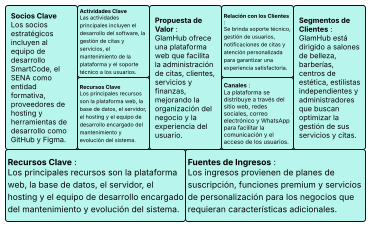 Socios Clave
Los socios
estratégicos
incluyen al
equipo de
desarrollo
SmartCode, el
SENA como
entidad
formativa,
proveedores de
hosting y
herramientas de
desarrollo como
GitHub y Figma.
Actividades Clave
Las actividades
principales incluyen el
desarrollo del software, la
gestión de citas y
servicios, el
mantenimiento de la
plataforma y el soporte
técnico a los usuarios.
Recursos Clave
Los principales recursos
son la plataforma web, la
base de datos, el servidor,
el hosting y el equipo de
desarrollo encargado del
mantenimiento y
evolución del sistema.
Propuesta de
Valor :
GlamHub ofrece
una plataforma
web que facilita
la administración
de citas, clientes,
servicios y
finanzas,
mejorando la
organización del
negocio y la
experiencia del
usuario.
Relación con los Clientes
Se brinda soporte técnico,
gestión de usuarios,
notificaciones de citas y
atención personalizada
para garantizar una
experiencia satisfactoria.
Canales :
La plataforma se
distribuye a través del
sitio web, redes
sociales, correo
electrónico y WhatsApp
para facilitar la
comunicación y el
acceso de los usuarios.
Segmentos de
Clientes :
GlamHub está
dirigido a salones
de belleza,
barberías,
centros de
estética, estilistas
independientes y
administradores
que buscan
optimizar la
gestión de sus
servicios y citas.
Recursos Clave :
Los principales recursos son la plataforma
web, la base de datos, el servidor, el
hosting y el equipo de desarrollo encargado
del mantenimiento y evolución del sistema.
Fuentes de Ingresos :
Los ingresos provienen de planes de
suscripción, funciones premium y servicios
de personalización para los negocios que
requieran características adicionales.